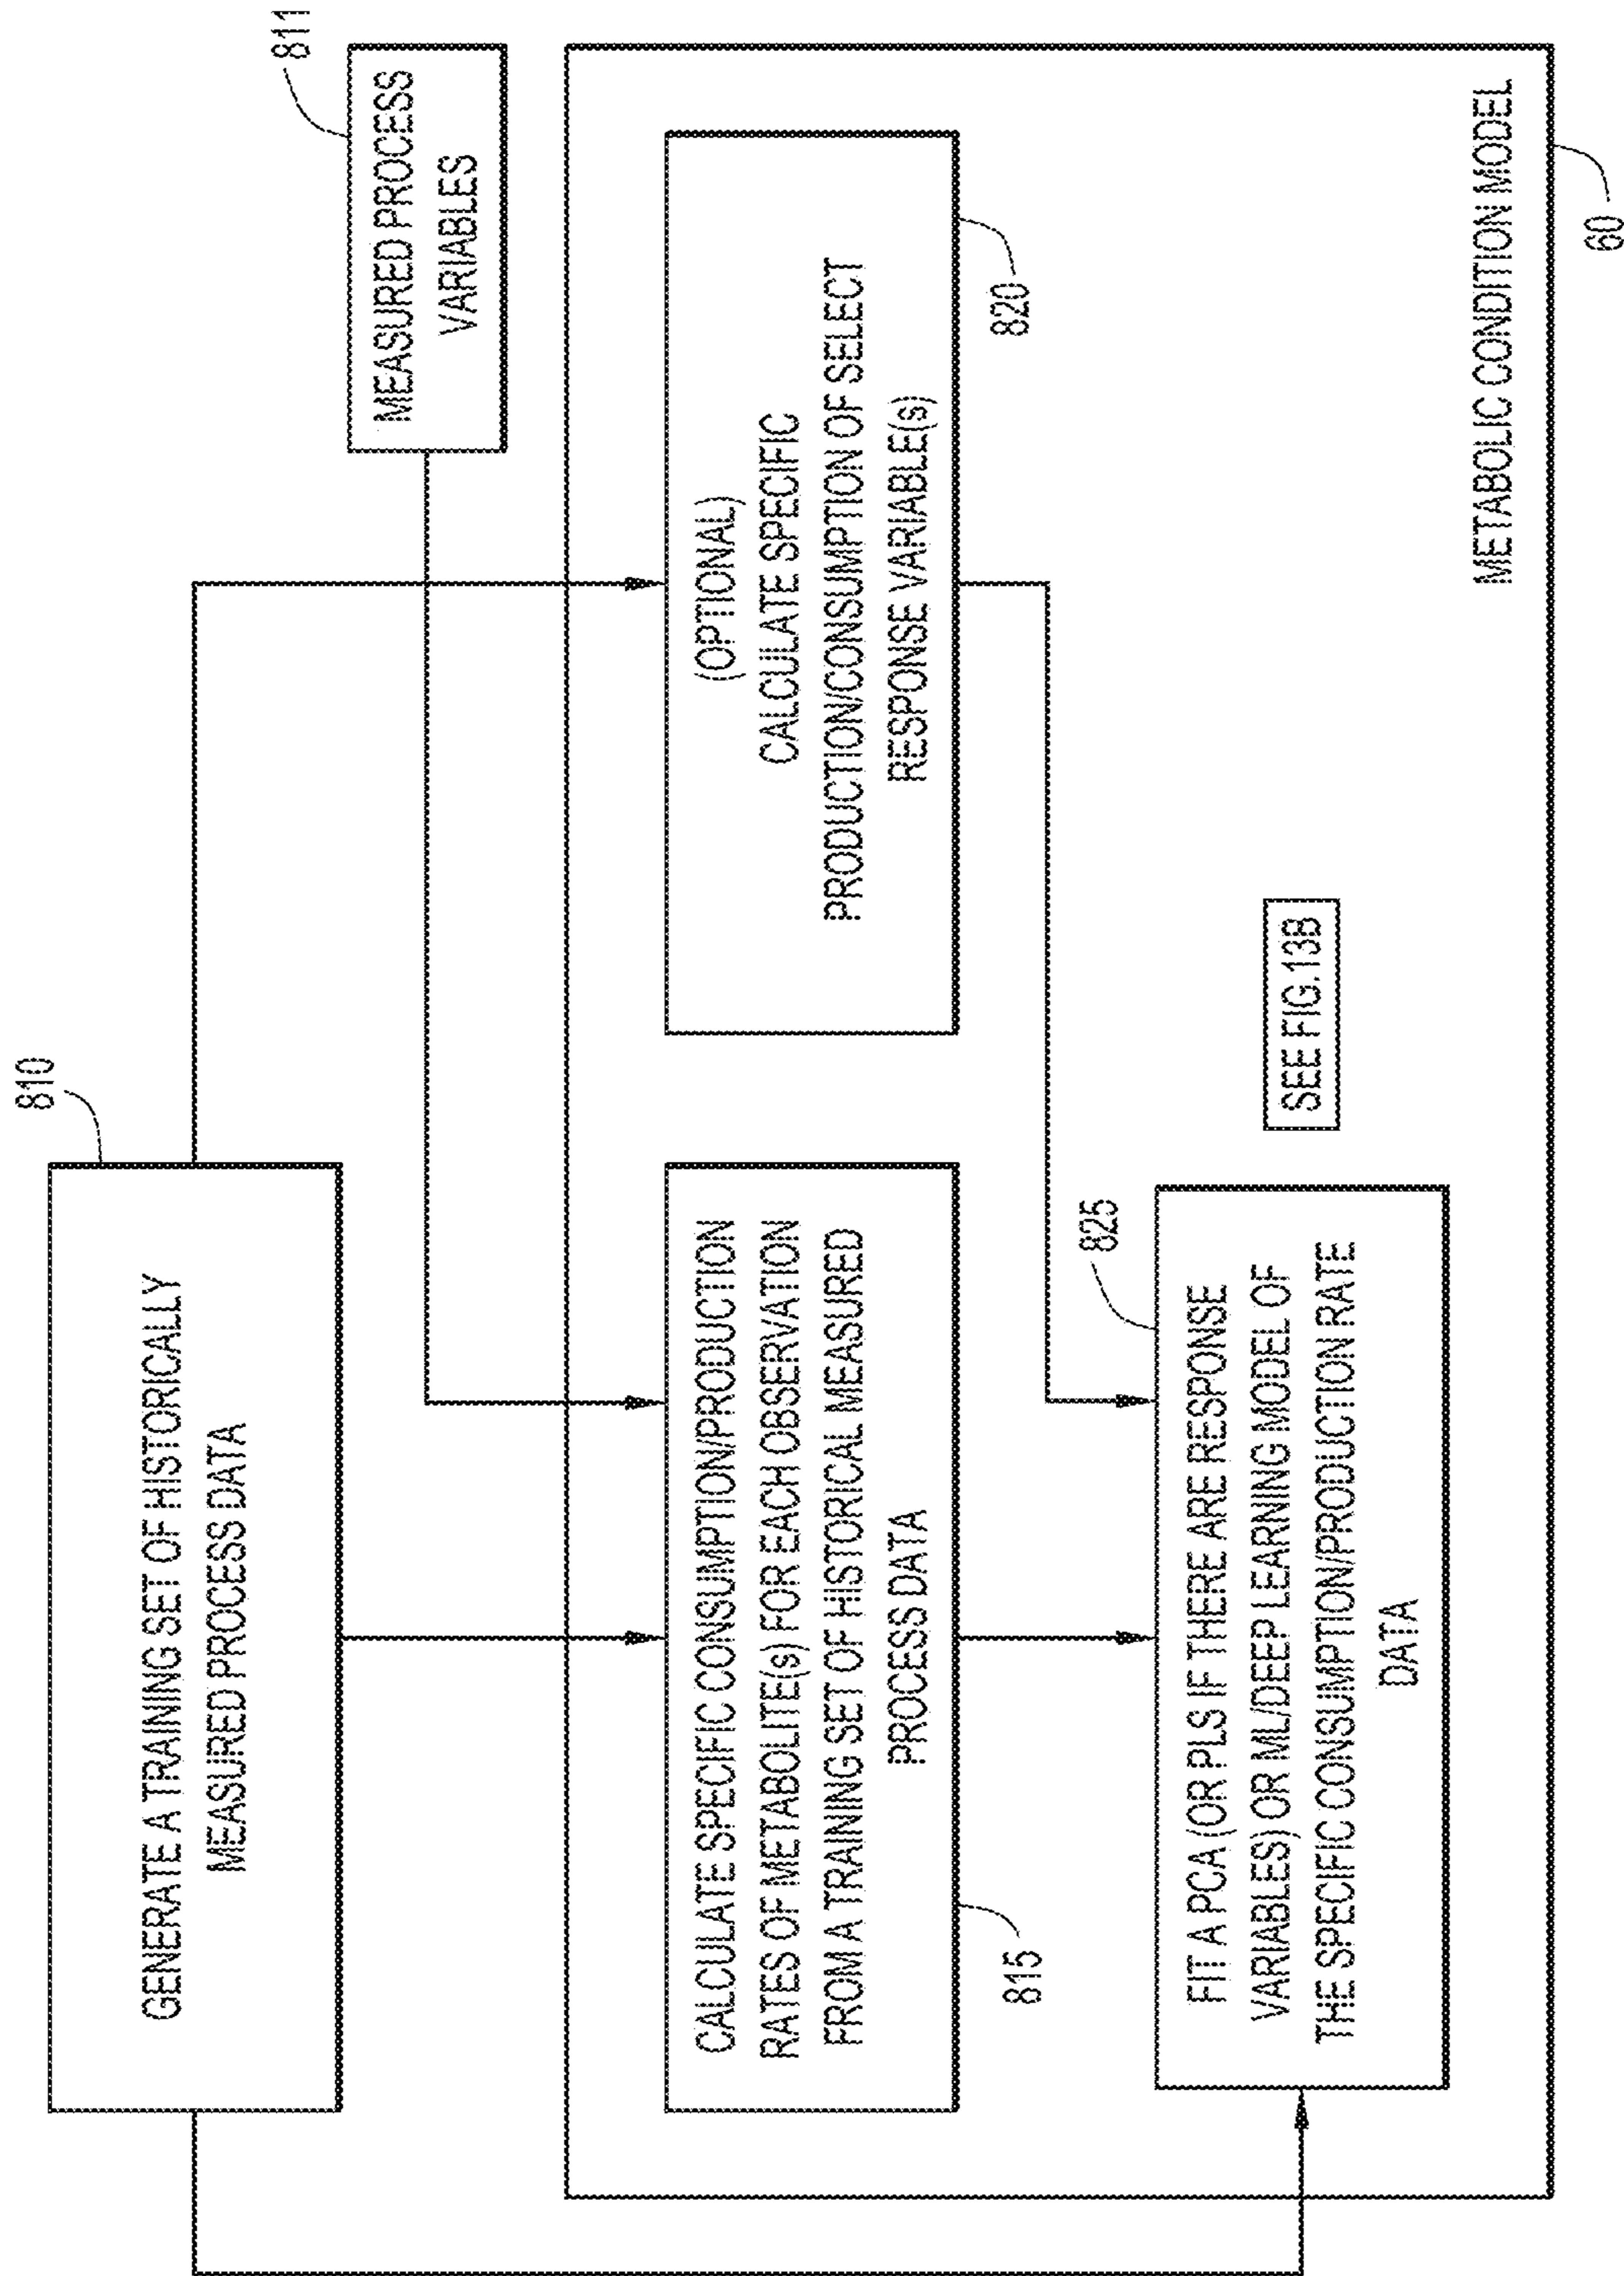 810
GENERATE A TRAINING SET OF HISTORICALLY
MEASURED PROCESS DATA
811
MEASURED PROCESS
VARIABLES
CALCULATE SPECIFIC CONSUMPTION/PRODUCTION
RATES OF METABOLITE(s) FOR EACH OBSERVATION
FROM A TRAINING SET OF HISTORICAL MEASURED
PROCESS DATA
815
(OPTIONAL)
CALCULATE SPECIFIC
PRODUCTION/CONSUMPTION OF SELECT
RESPONSE VARIABLE(s)
820
825
FIT A PCA (OR PLS IF THERE ARE RESPONSE
VARIABLES) OR ML/DEEP LEARNING MODEL OF
THE SPECIFIC CONSUMPTION/PRODUCTION RATE
DATA
SEE FIG.13B
METABOLIC CONDITION MODEL
60